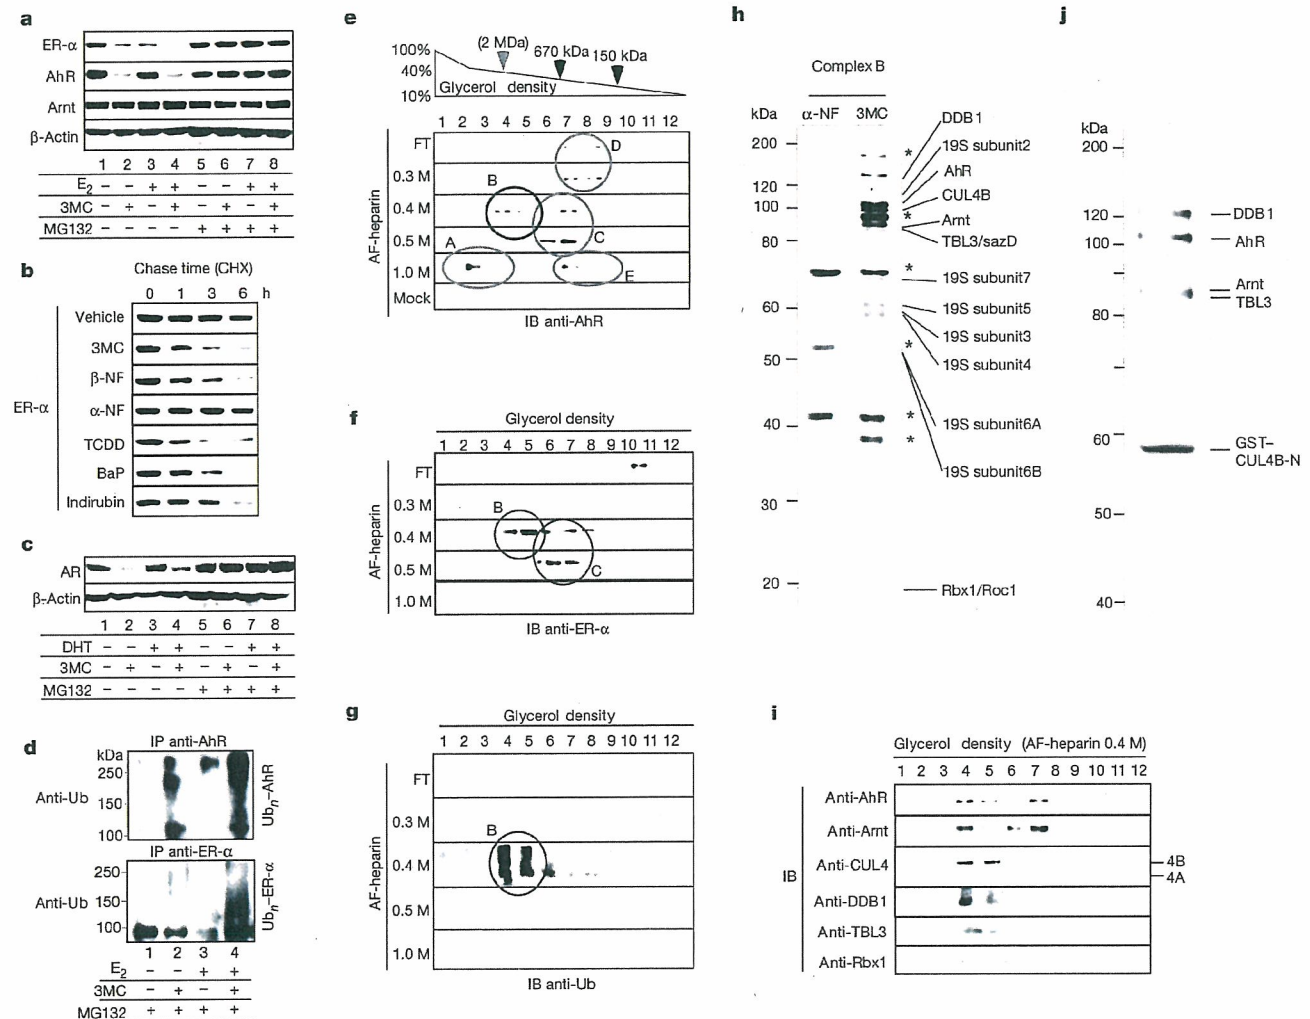 a
ER-α
AhR
Arnt
β-Actin
1 2 3 4 5 6 7 8
E2 – – + + – – + +
3MC – + – + – + – +
MG132 – – – – + + + +
b
Chase time (CHX)
0 1 3 6 h
Vehicle
3MC
β-NF
ER-α
α-NF
TCDD
BaP
Indirubin
c
AR
β-Actin
1 2 3 4 5 6 7 8
DHT – – + + – – + +
3MC – + – + – + – +
MG132 – – – – + + + +
d
IP anti-AhR
kDa
250
150
100
Anti-Ub
Ubn–AhR
IP anti-ER-α
250
150
100
Anti-Ub
Ubn–ER-α
1 2 3 4
E2 – – + +
3MC – + – +
MG132 + + + +
e
(2 MDa) 670 kDa 150 kDa
100%
40%
10%
Glycerol density
1 2 3 4 5 6 7 8 9 10 11 12
AF-heparin
FT
0.3 M
0.4 M
0.5 M
1.0 M
Mock
D
B
C
A
E
IB anti-AhR
f
Glycerol density
1 2 3 4 5 6 7 8 9 10 11 12
AF-heparin
FT
0.3 M
0.4 M
0.5 M
1.0 M
B
C
IB anti-ER-α
g
Glycerol density
1 2 3 4 5 6 7 8 9 10 11 12
AF-heparin
FT
0.3 M
0.4 M
0.5 M
1.0 M
B
IB anti-Ub
h
Complex B
kDa α-NF 3MC
200
120
100
80
60
50
40
30
20
*
*
*
*
*
*
DDB1
19S subunit2
AhR
CUL4B
Arnt
TBL3/sazD
19S subunit7
19S subunit5
19S subunit3
19S subunit4
19S subunit6A
19S subunit6B
Rbx1/Roc1
j
kDa
200
120
100
80
60
50
40
DDB1
AhR
Arnt
TBL3
GST–
CUL4B-N
i
Glycerol density (AF-heparin 0.4 M)
1 2 3 4 5 6 7 8 9 10 11 12
IB
Anti-AhR
Anti-Arnt
Anti-CUL4
4B
4A
Anti-DDB1
Anti-TBL3
Anti-Rbx1